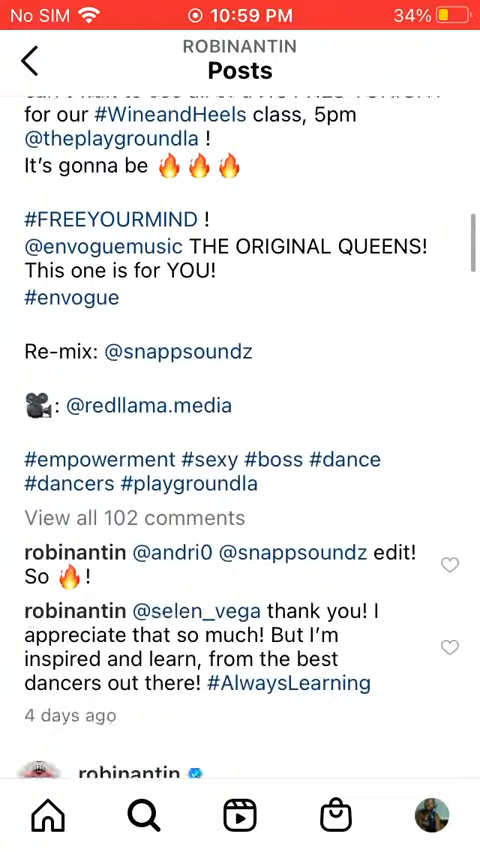 No SIM 10:59 PM 34%
ROBINANTIN
Posts
for our #WineandHeels class, 5pm
@theplaygroundla !
It's gonna be 🔥🔥🔥
#FREEYOURMIND !
@envoguemusic THE ORIGINAL QUEENS!
This one is for YOU!
#envogue
Re-mix: @snappsoundz
🎥: @redllama.media
#empowerment #sexy #boss #dance
#dancers #playgroundla
View all 102 comments
robinantin @andri0 @snappsoundz edit!
So 🔥!
robinantin @selen_vega thank you! I
appreciate that so much! But I'm
inspired and learn, from the best
dancers out there! #AlwaysLearning
4 days ago
robinantin